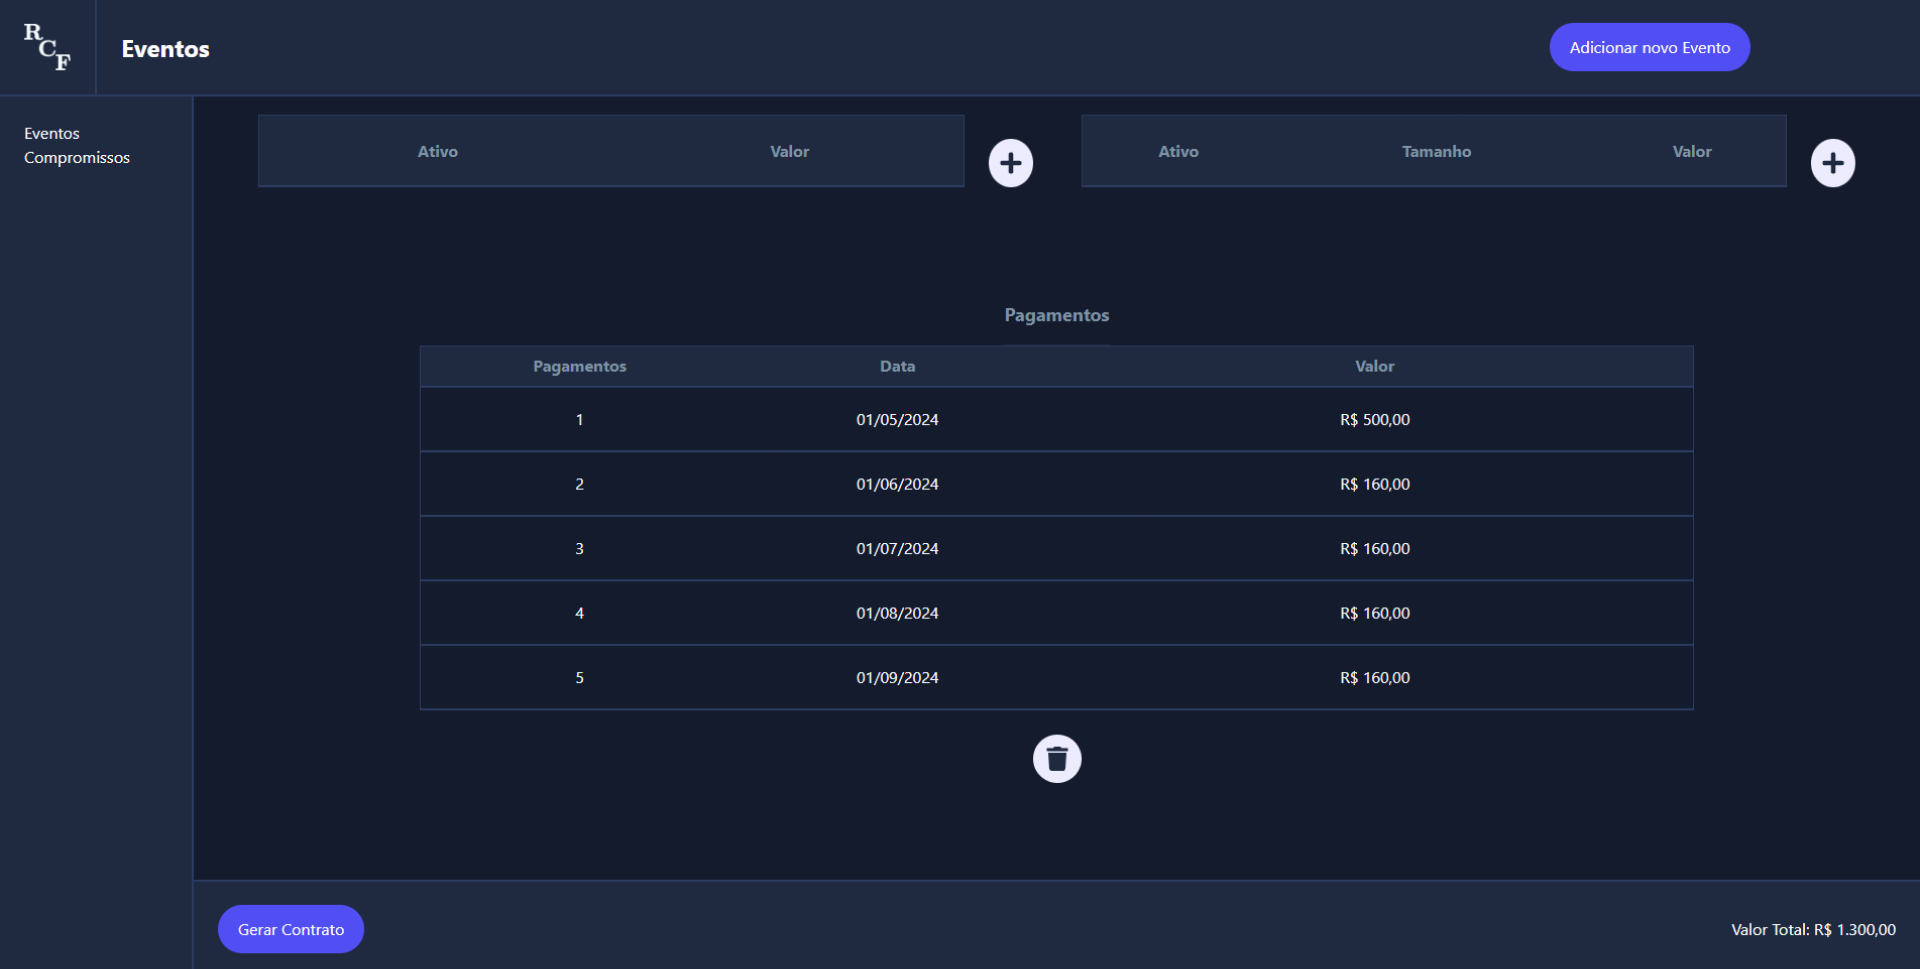 R
C
F
Eventos
Adicionar novo Evento
Eventos
Compromissos
Ativo Valor
Ativo Tamanho Valor
Pagamentos
Pagamentos Data Valor
1 01/05/2024 R$ 500,00
2 01/06/2024 R$ 160,00
3 01/07/2024 R$ 160,00
4 01/08/2024 R$ 160,00
5 01/09/2024 R$ 160,00
Gerar Contrato
Valor Total: R$ 1.300,00